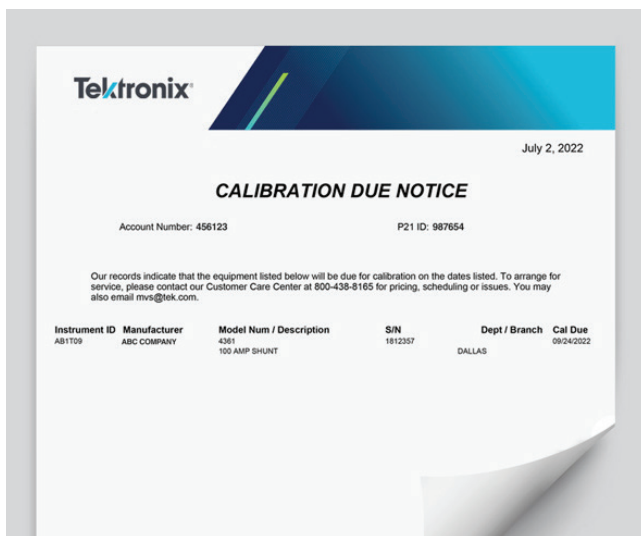 Tektronix
July 2, 2022
CALIBRATION DUE NOTICE
Account Number: 456123 P21 ID: 987654
Our records indicate that the equipment listed below will be due for calibration on the dates listed. To arrange for
service, please contact our Customer Care Center at 800-438-8165 for pricing, scheduling or issues. You may
also email mvs@tek.com.
Instrument ID Manufacturer Model Num / Description S/N Dept / Branch Cal Due
AB1T09 ABC COMPANY 4361 1812357 09/24/2022
100 AMP SHUNT DALLAS